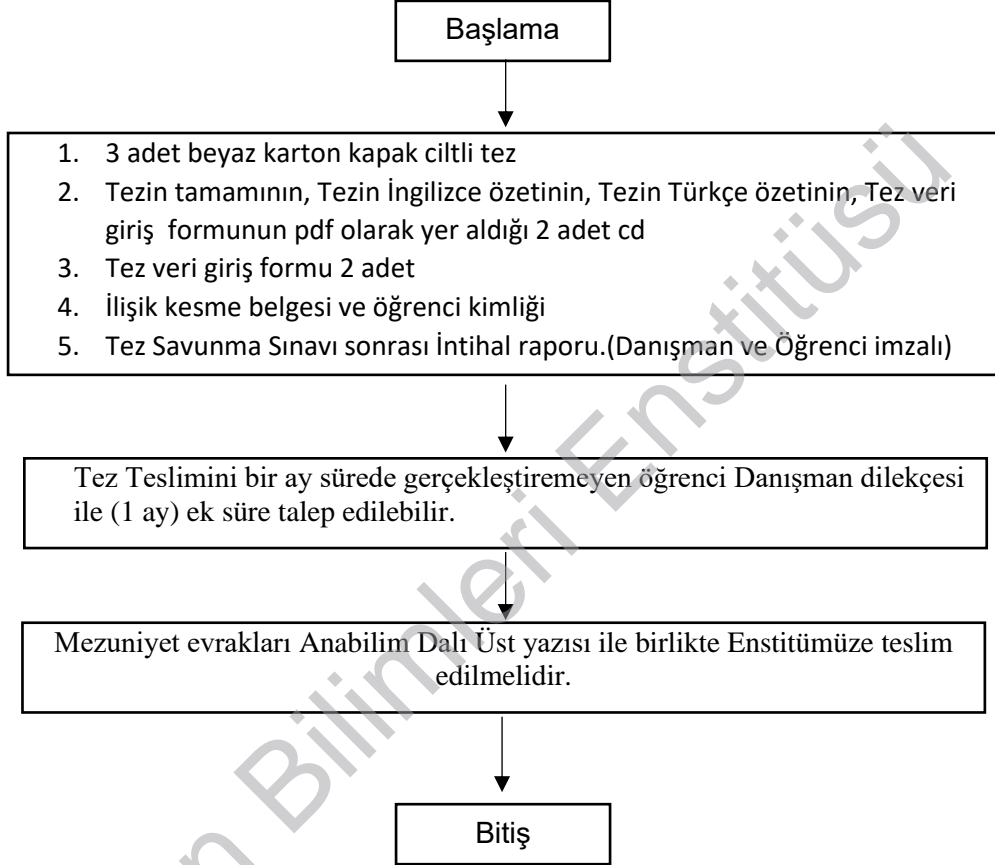 Başlama
1. 3 adet beyaz karton kapak ciltli tez
2. Tezin tamamının, Tezin İngilizce özetinin, Tezin Türkçe özetinin, Tez veri
giriş formunun pdf olarak yer aldığı 2 adet cd
3. Tez veri giriş formu 2 adet
4. İlişik kesme belgesi ve öğrenci kimliği
5. Tez Savunma Sınavı sonrası İntihal raporu.(Danışman ve Öğrenci imzalı)
Tez Teslimini bir ay sürede gerçekleştiremeyen öğrenci Danışman dilekçesi
ile (1 ay) ek süre talep edilebilir.
Mezuniyet evrakları Anabilim Dalı Üst yazısı ile birlikte Enstitümüze teslim
edilmelidir.
Bitiş
Bilimleri Enstitüsü